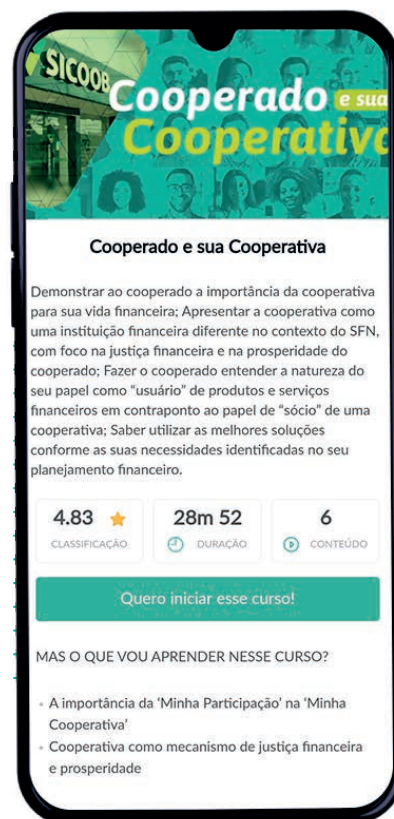 SICOOB
Cooperado e sua
Cooperativa
Cooperado e sua Cooperativa
Demonstrar ao cooperado a importância da cooperativa
para sua vida financeira; Apresentar a cooperativa como
uma instituição financeira diferente no contexto do SFN,
com foco na justiça financeira e na prosperidade do
cooperado; Fazer o cooperado entender a natureza do
seu papel como “usuário” de produtos e serviços
financeiros em contraponto ao papel de “sócio” de uma
cooperativa; Saber utilizar as melhores soluções
conforme as suas necessidades identificadas no seu
planejamento financeiro.
4.83
CLASSIFICAÇÃO
28m 52
DURAÇÃO
6
CONTEÚDO
Quero iniciar esse curso!
MAS O QUE VOU APRENDER NESSE CURSO?
• A importância da ‘Minha Participação’ na ‘Minha
Cooperativa’
• Cooperativa como mecanismo de justiça financeira
e prosperidade